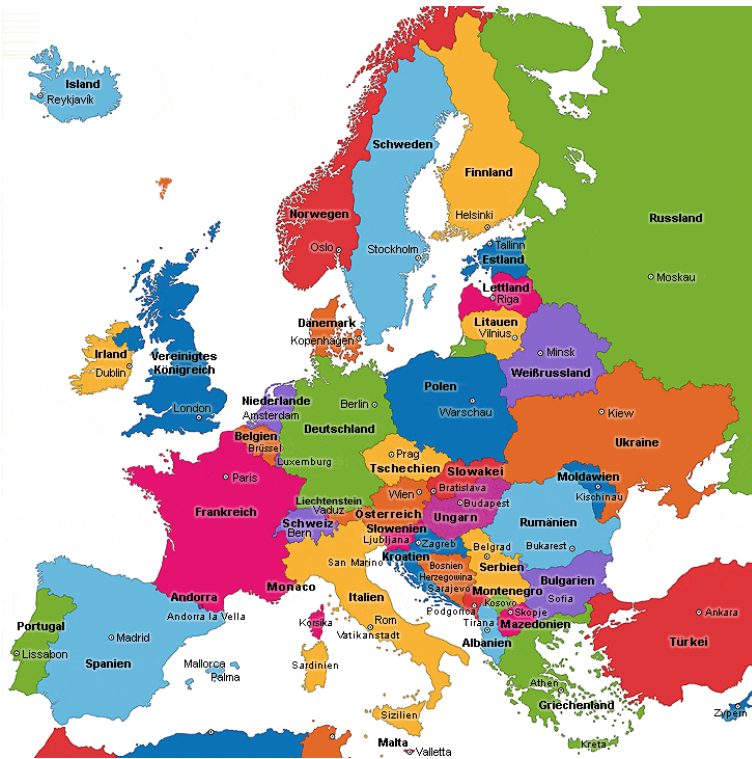 Island
Reykjavík
Schweden
Finnland
Norwegen
Helsinki
Russland
Oslo
Stockholm
Tallinn
Estland
Moskau
Lettland
Riga
Dänemark
Kopenhagen
Litauen
Vilnius
Irland
Dublin
Vereinigtes
Königreich
Minsk
Weißrussland
Polen
Warschau
Niederlande
Amsterdam
Berlin
Deutschland
London
Kiew
Ukraine
Belgien
Brüssel
Luxemburg
Prag
Tschechien
Slowakei
Paris
Moldawien
Kischinau
Wien
Bratislava
Budapest
Liechtenstein
Vaduz
Österreich
Frankreich
Ungarn
Rumänien
Schweiz
Bern
Slowenien
Ljubljana
Zagreb
Kroatien
Belgrad
Bukarest
San Marino
Bosnien
Herzegowina
Sarajevo
Serbien
Monaco
Montenegro
Bulgarien
Sofia
Andorra
Andorra la Vella
Italien
Kosovo
Podgorica
Skopje
Mazedonien
Korsika
Rom
Vatikanstadt
Tirana
Albanien
Ankara
Türkei
Portugal
Lissabon
Madrid
Spanien
Mallorca
Palma
Sardinien
Athen
Griechenland
Sizilien
Zypern
Kreta
Malta
Valletta